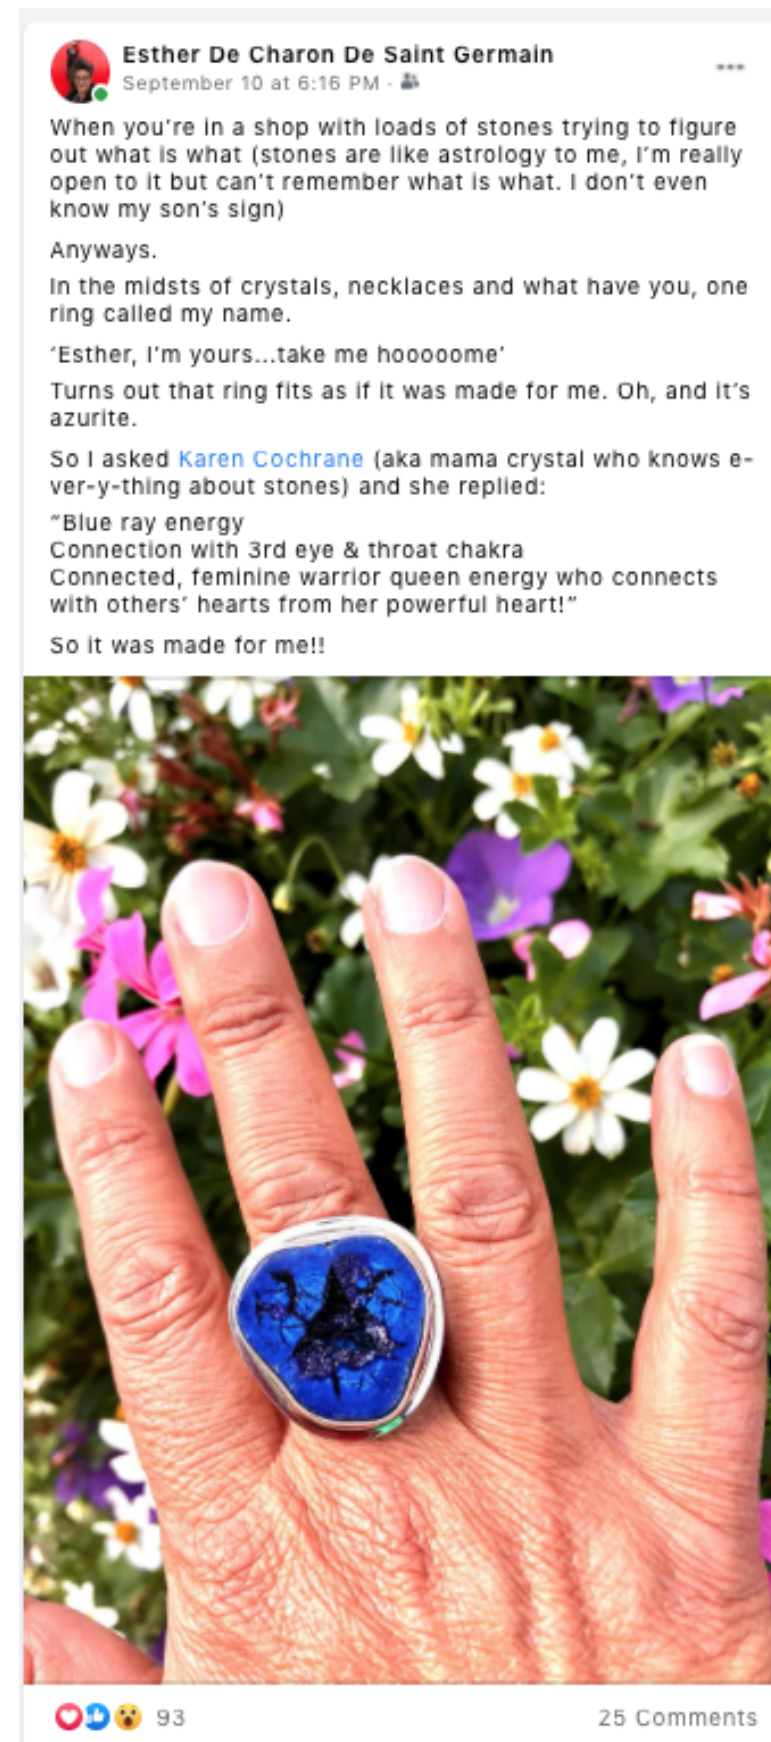 Esther De Charon De Saint Germain
September 10 at 6:16 PM ·
When you're in a shop with loads of stones trying to figure
out what is what (stones are like astrology to me, I'm really
open to it but can't remember what is what. I don't even
know my son's sign)
Anyways.
In the midsts of crystals, necklaces and what have you, one
ring called my name.
'Esther, I'm yours...take me hooooome'
Turns out that ring fits as if it was made for me. Oh, and it's
azurite.
So I asked Karen Cochrane (aka mama crystal who knows e-
ver-y-thing about stones) and she replied:
"Blue ray energy
Connection with 3rd eye & throat chakra
Connected, feminine warrior queen energy who connects
with others' hearts from her powerful heart!"
So it was made for me!!
93 25 Comments